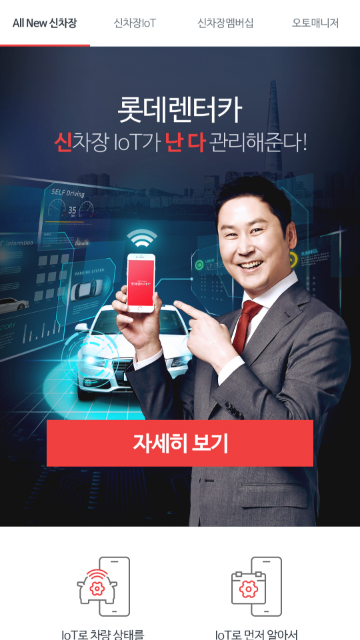 All New 신차장
신차장IoT
신차장멤버십
오토매니저
롯데렌터카
신차장 IoT가 난 다 관리해준다!
SELF Driving
35
자세히 보기
IoT로 차량 상태를
IoT로 먼저 알아서